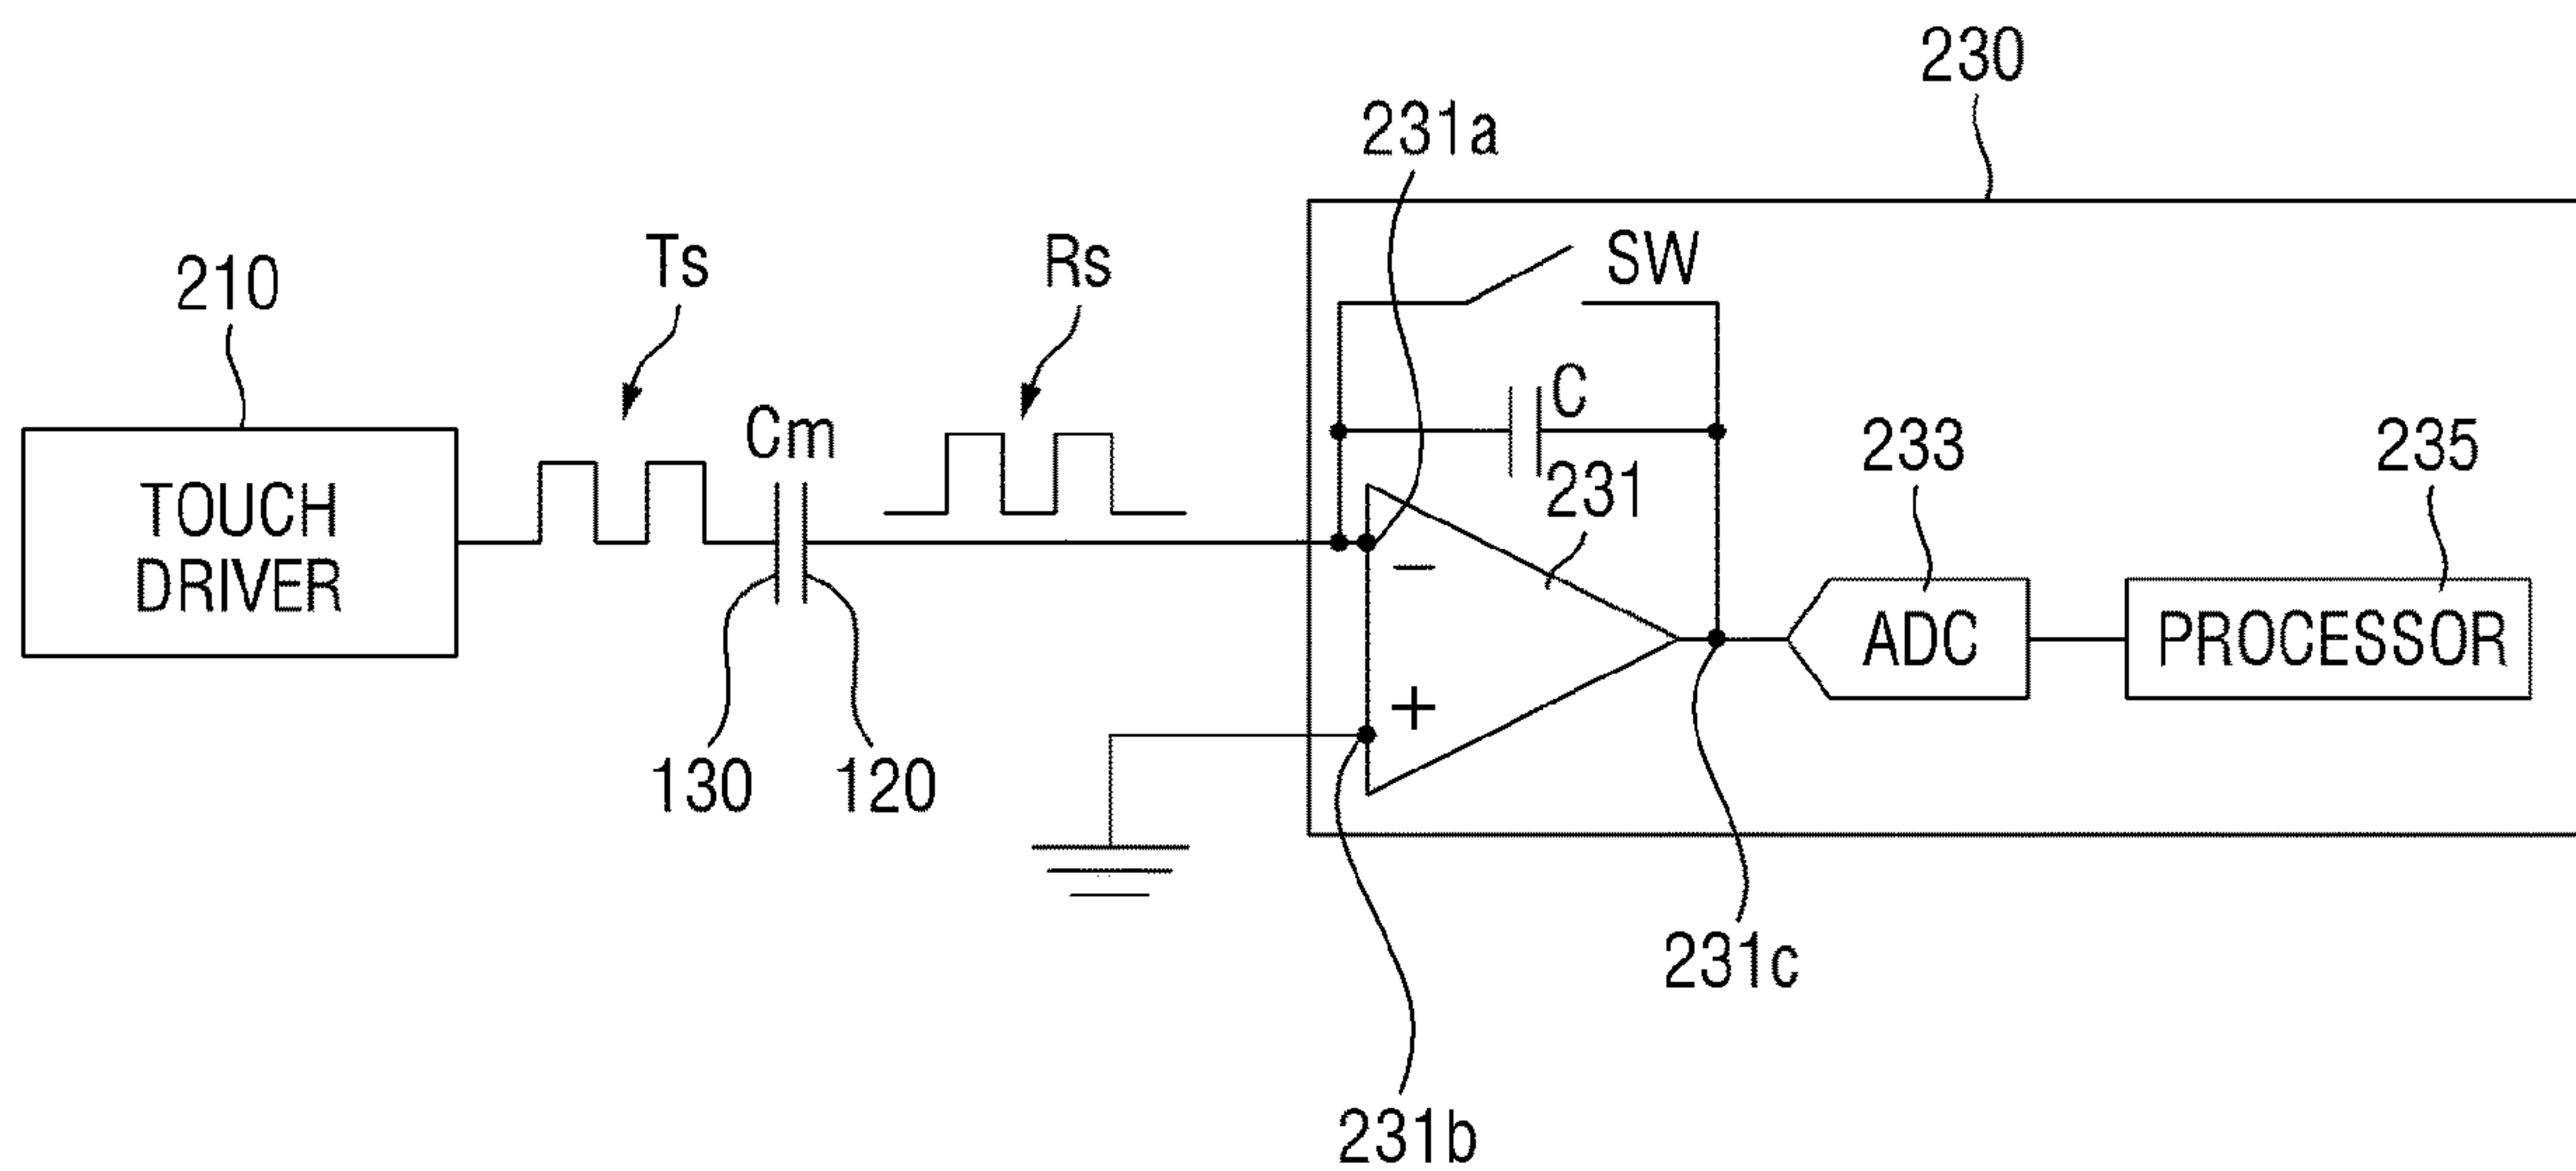 230
231a
Ts
Rs
SW
210
C
Cm
233
235
231
TOUCH
DRIVER
−
ADC
PROCESSOR
+
130
120
231c
231b